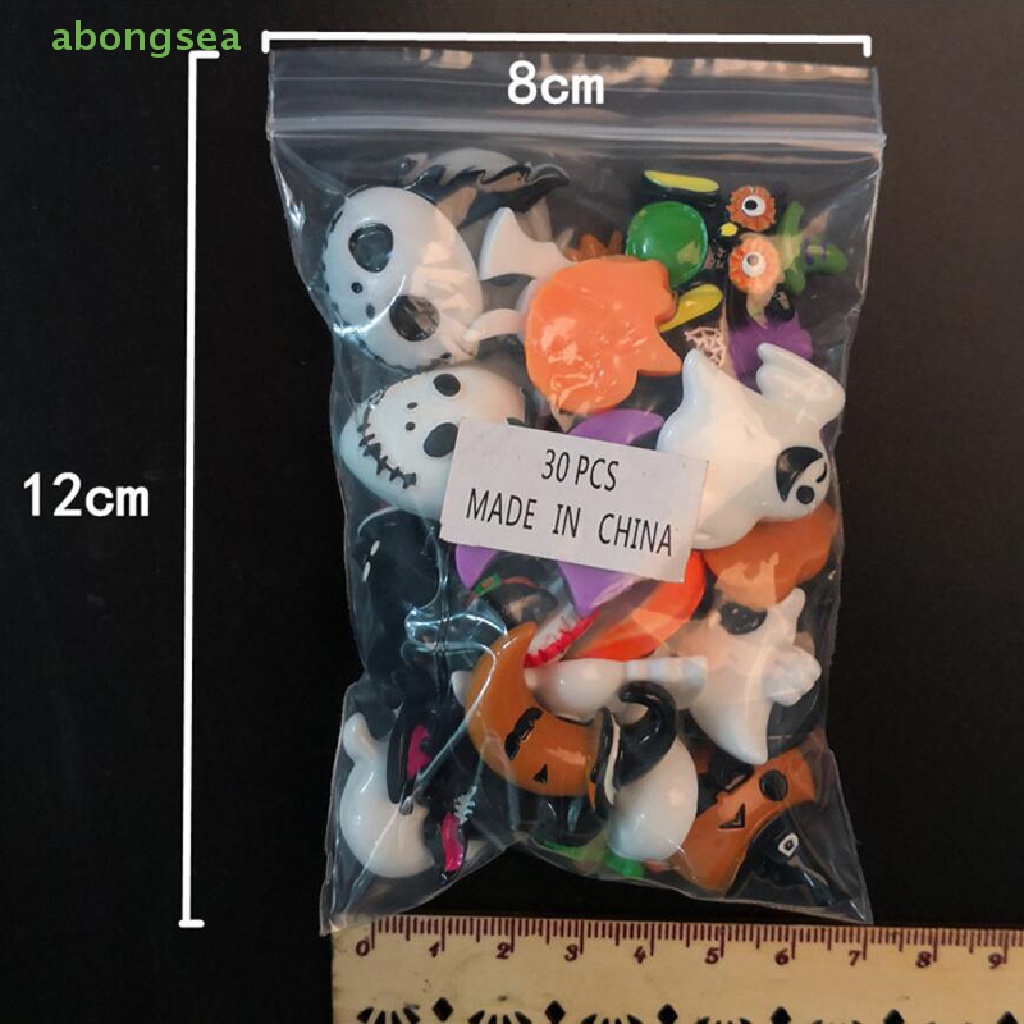 abongsea
8cm
12cm
30 PCS
MADE IN CHINA
0 1 2 3 4 5 6 7 8 9